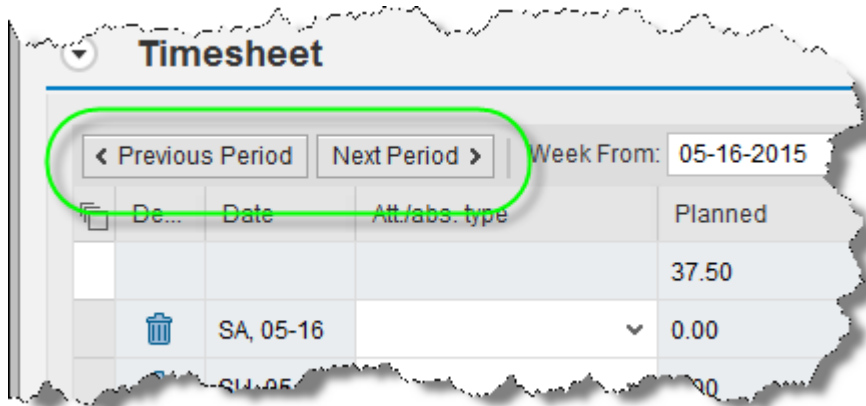 Timesheet
Previous Period Next Period Week From: 05-16-2015
De... Date Att./abs. type Planned
37.50
SA, 05-16 0.00